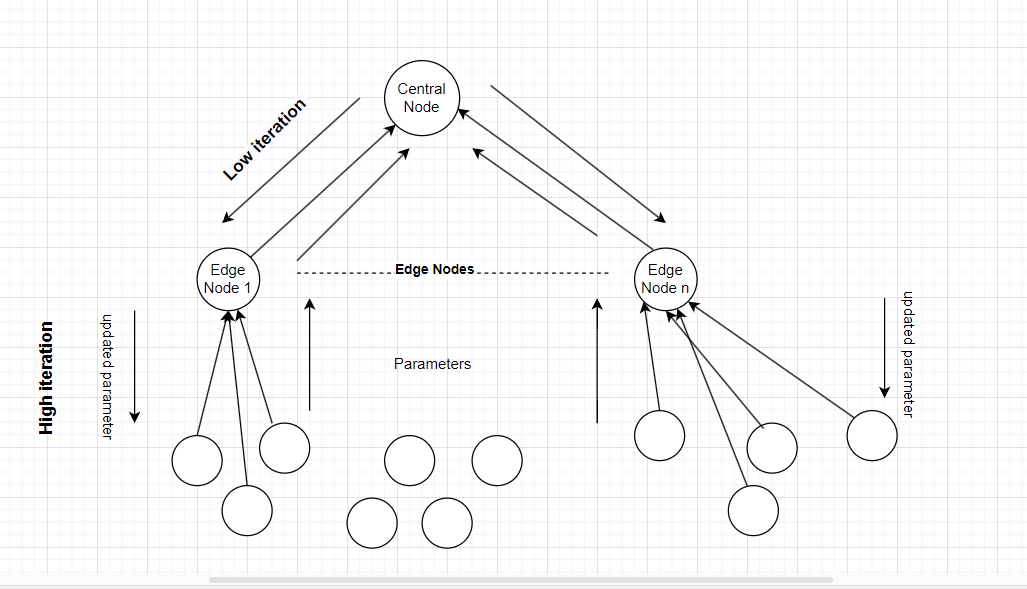 Central
Node
Low iteration
Edge
Node 1
Edge Nodes
Edge
Node n
High iteration
updated parameter
Parameters
updated parameter